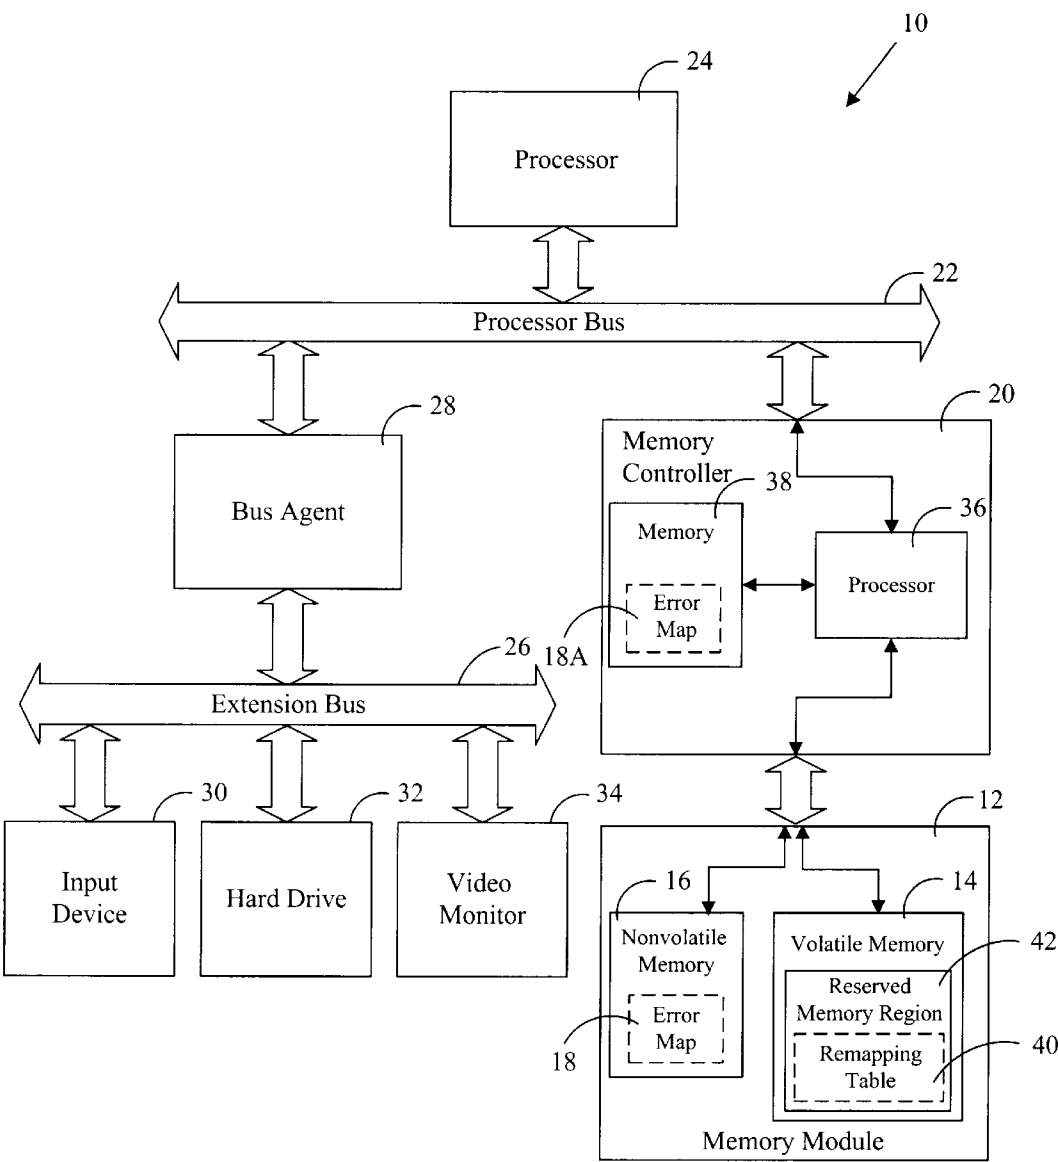 10
24
Processor
22
Processor Bus
28
Bus Agent
20
Memory
Controller
38
36
Memory
Processor
Error
Map
18A
26
Extension Bus
30
32
34
12
Input
Device
Hard Drive
Video
Monitor
16
14
Nonvolatile
Memory
Volatile Memory
42
Reserved
Memory Region
Error
Map
18
Remapping
Table
40
Memory Module